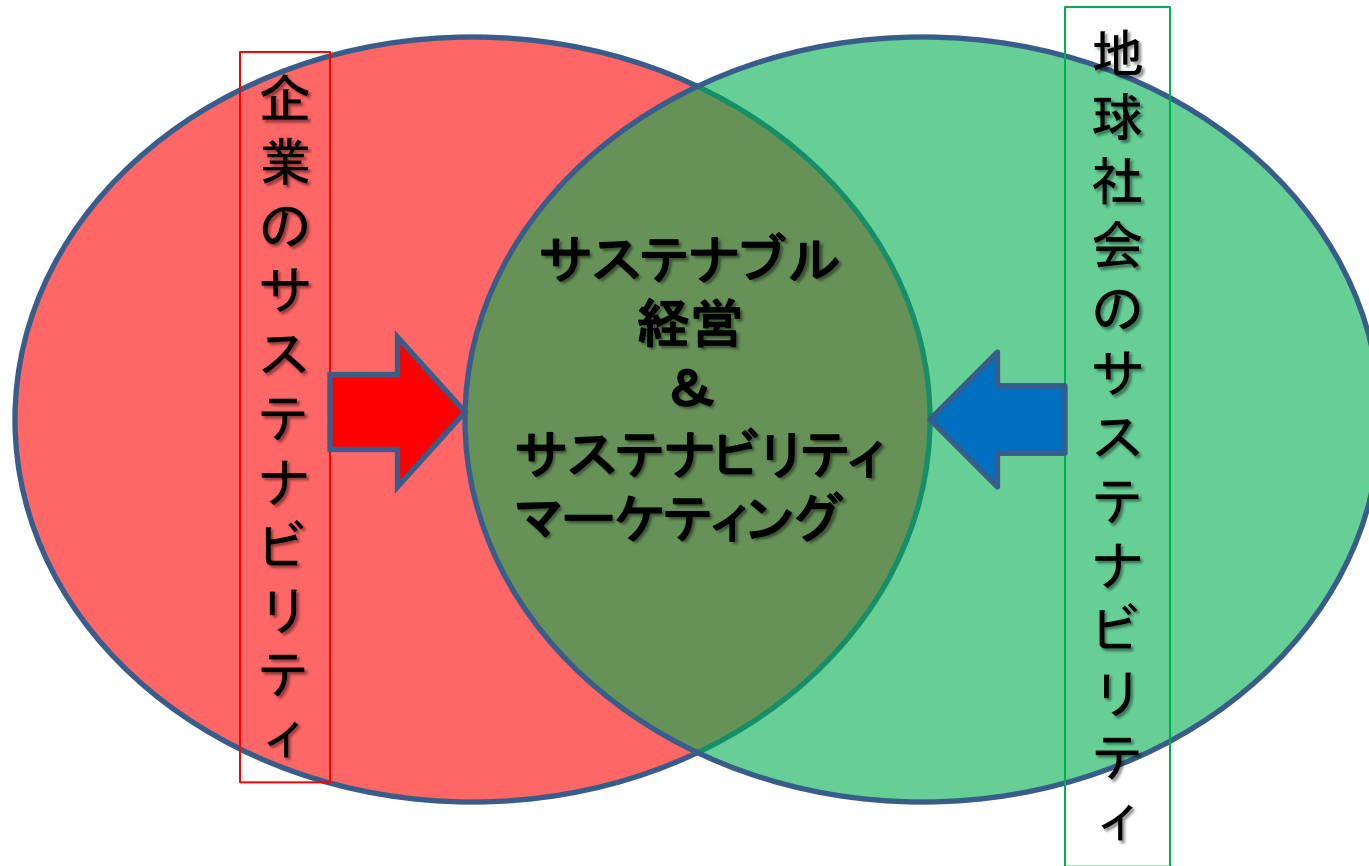 企業のサステナビリティ
サステナブル
経営
&
サステナビリティ
マーケティング
地球社会のサステナビリティ